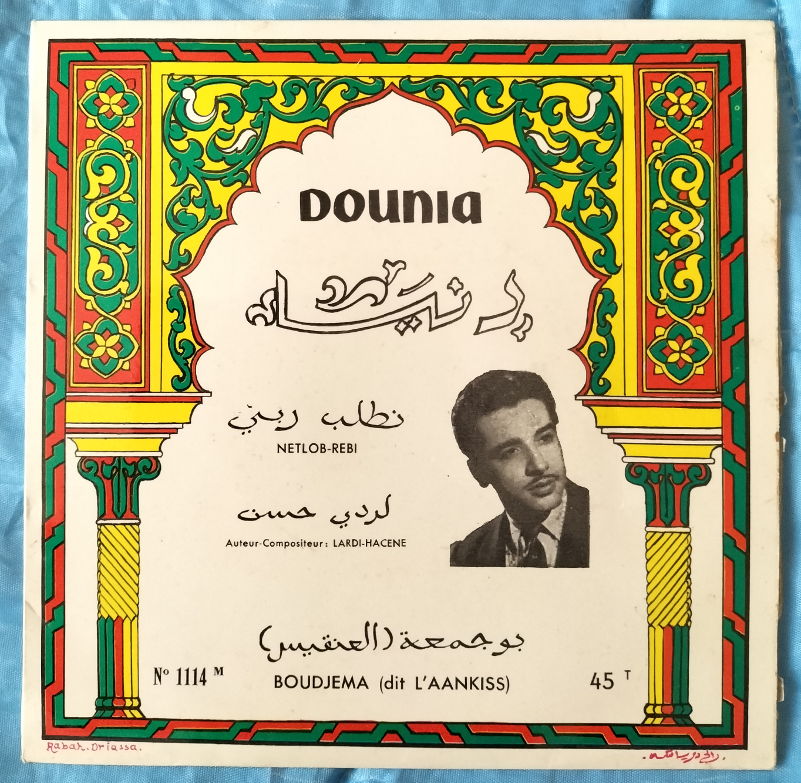 DOUNIA
دنيا
نطلب ربي
NETLOB-REBI
لردي حسن
Auteur-Compositeur: LARDI-HACENE
بوجمعة (العنقيس)
BOUDJEMA (dit L'AANKISS)
Nº 1114 M
45 T
Rabah.Driassa.